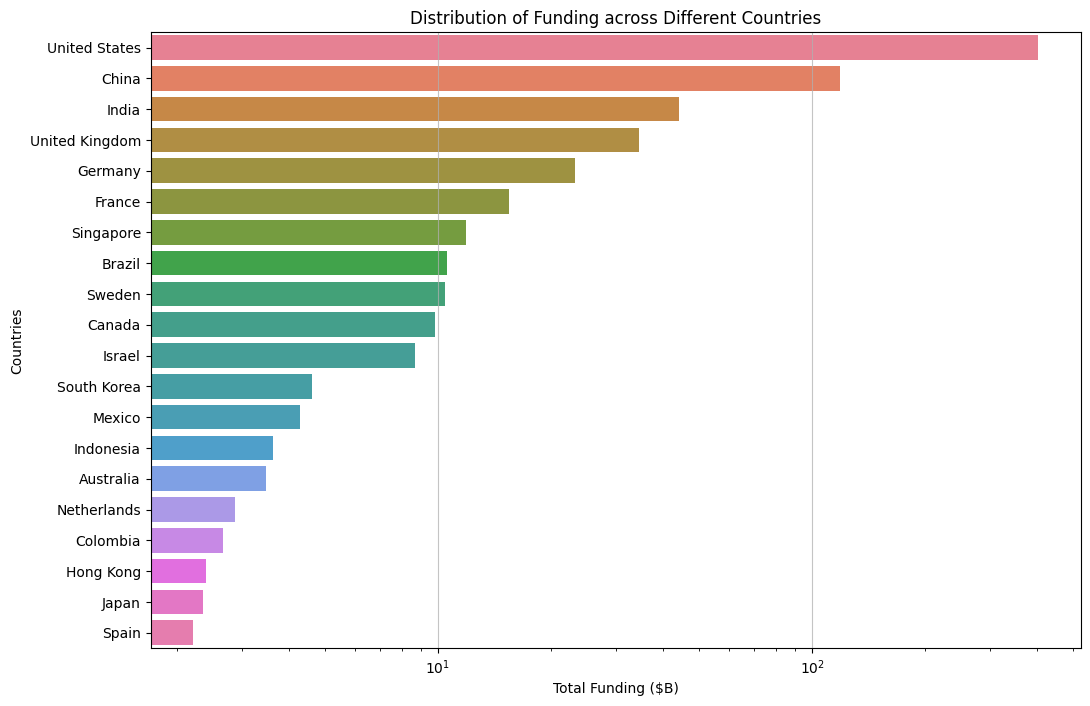 Distribution of Funding across Different Countries
Countries
United States
China
India
United Kingdom
Germany
France
Singapore
Brazil
Sweden
Canada
Israel
South Korea
Mexico
Indonesia
Australia
Netherlands
Colombia
Hong Kong
Japan
Spain
10¹ 10²
Total Funding ($B)